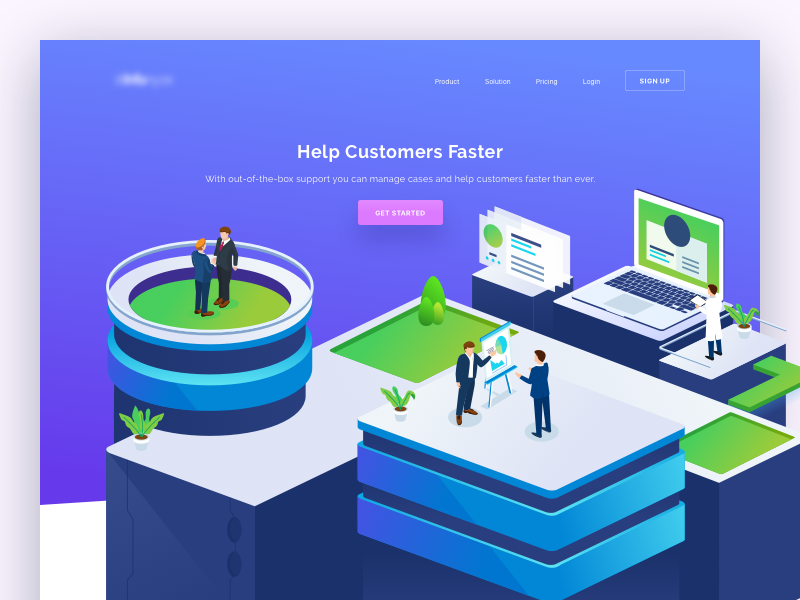 Product
Solution
Pricing
Login
SIGN UP
Help Customers Faster
With out-of-the-box support you can manage cases and help customers faster than ever.
GET STARTED